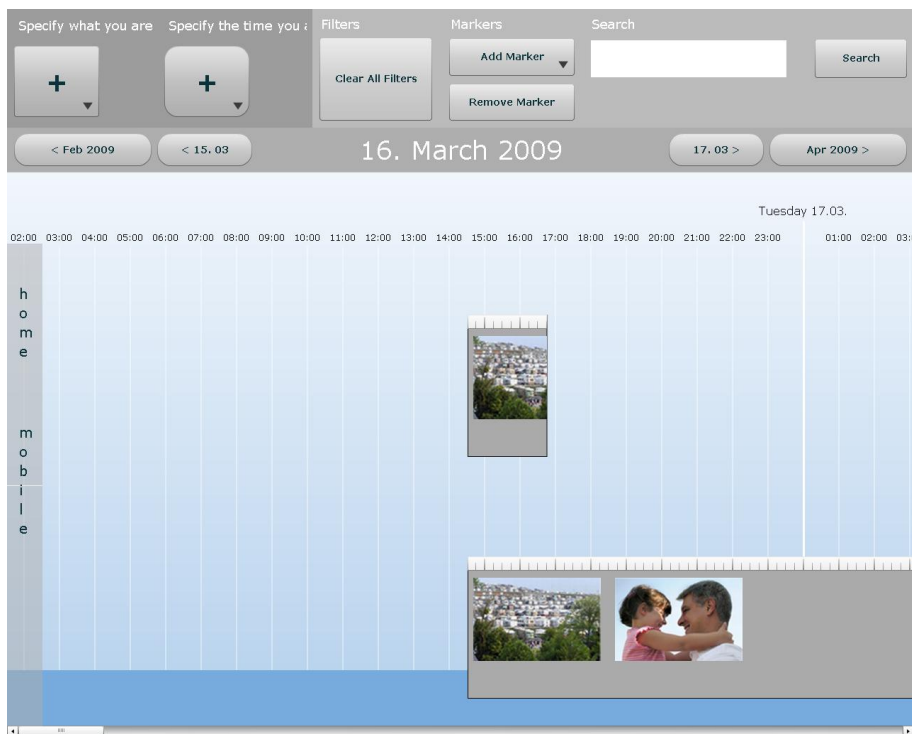 Specify what you are
Specify the time you a
Filters
Markers
Search
+
+
Clear All Filters
Add Marker
Remove Marker
Search
< Feb 2009
< 15. 03
16. March 2009
17. 03 >
Apr 2009 >
Tuesday 17.03.
02:00 03:00 04:00 05:00 06:00 07:00 08:00 09:00 10:00 11:00 12:00 13:00 14:00 15:00 16:00 17:00 18:00 19:00 20:00 21:00 22:00 23:00 01:00 02:00 03:
home
mobile